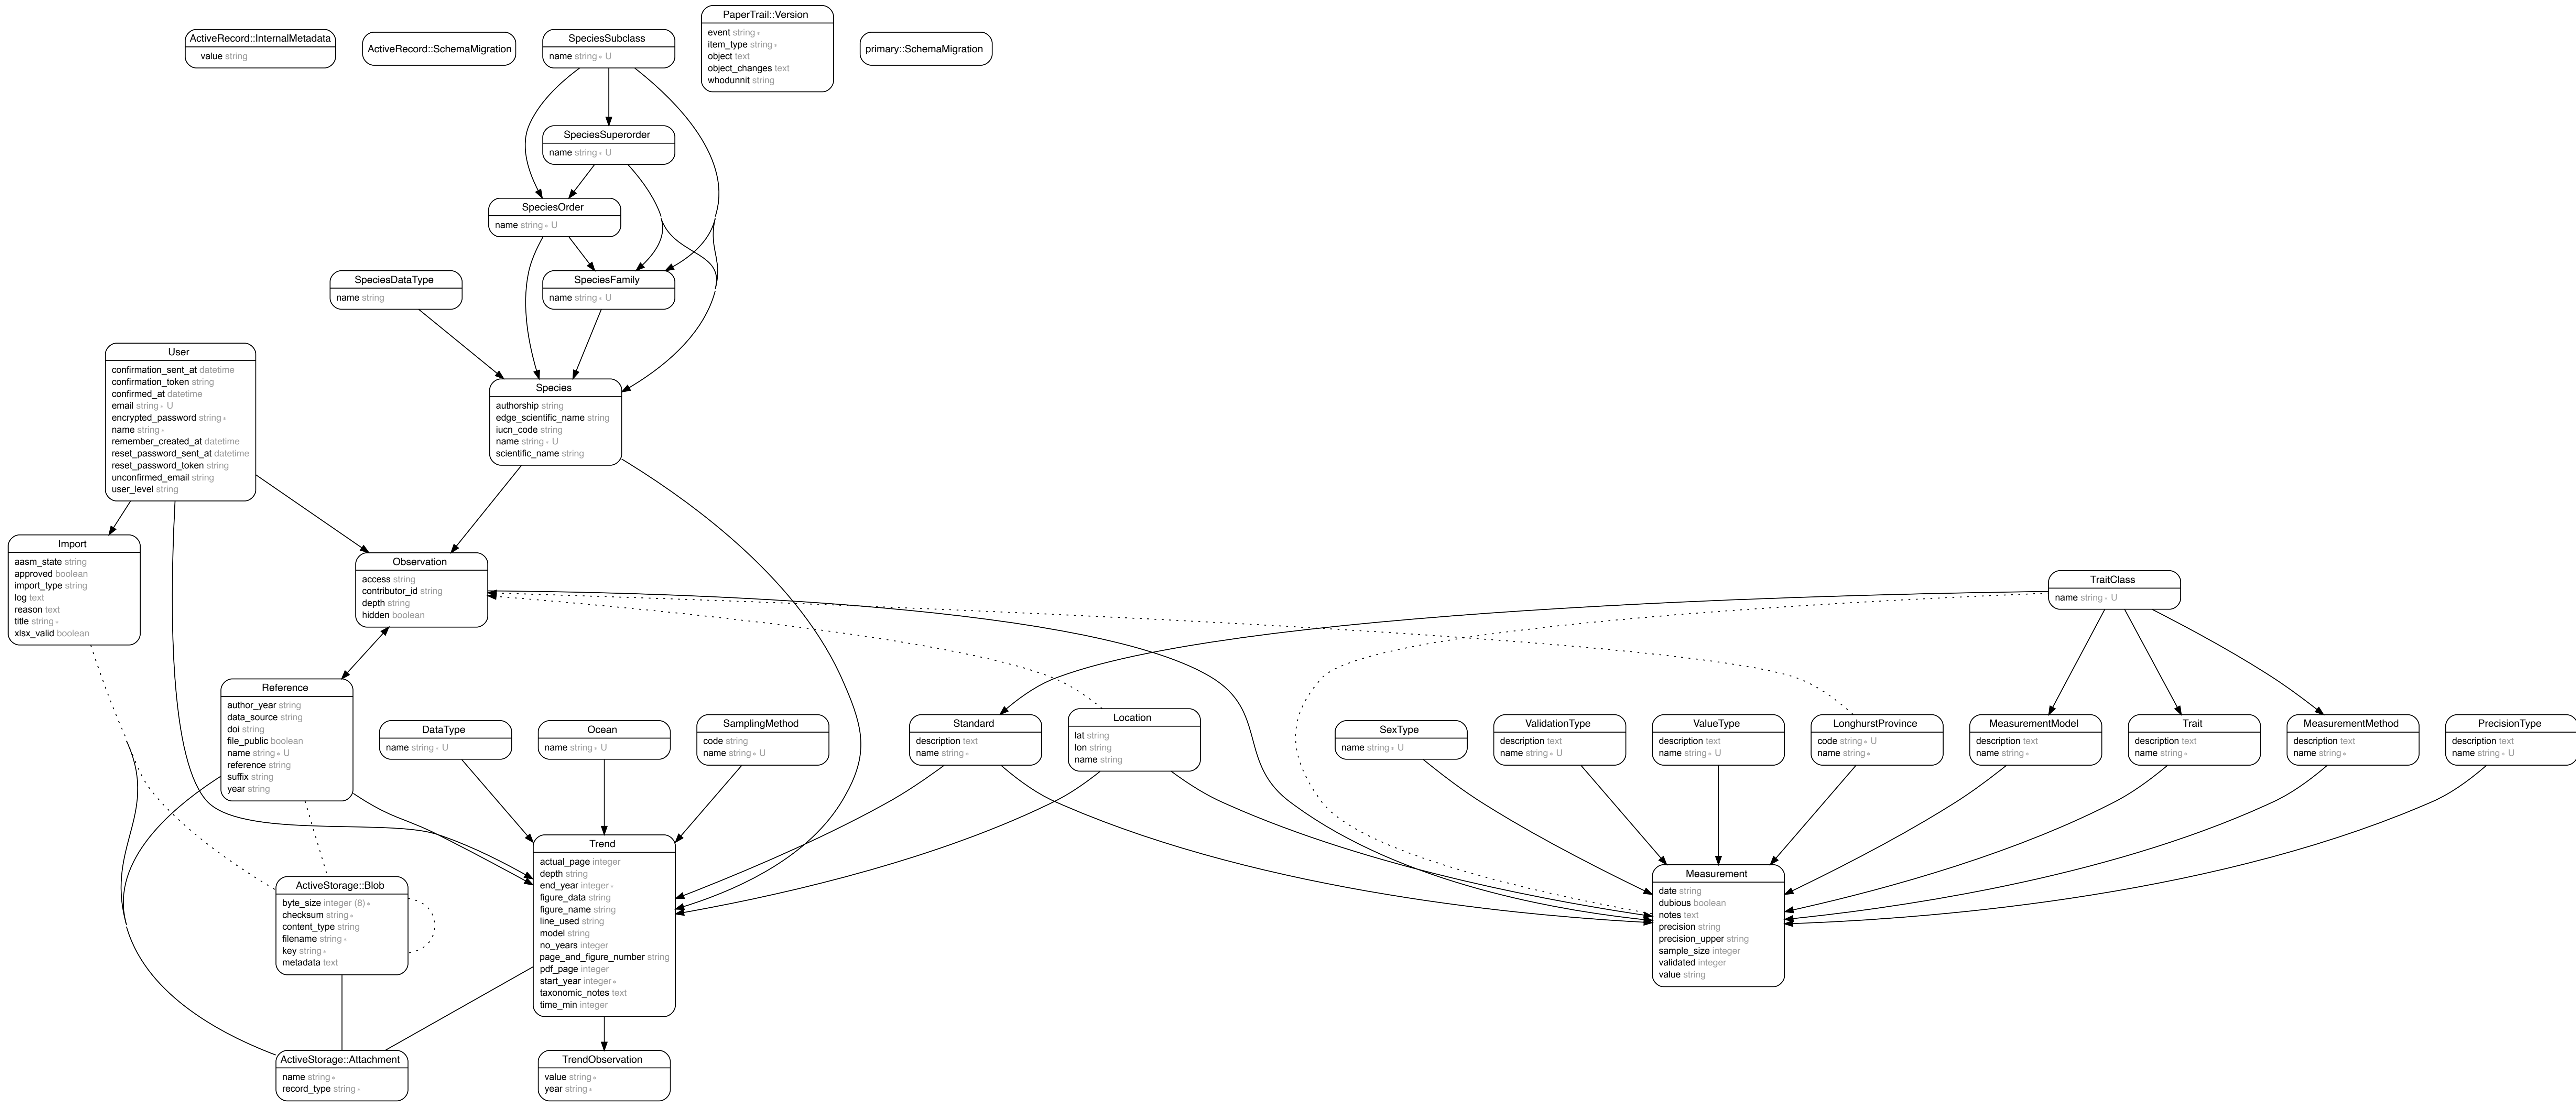 ActiveRecord::InternalMetadata
value string
ActiveRecord::SchemaMigration
SpeciesSubclass
name string * U
PaperTrail::Version
event string *
item_type string *
object text
object_changes text
whodunnit string
primary::SchemaMigration
SpeciesSuperorder
name string * U
SpeciesOrder
name string * U
SpeciesDataType
name string
SpeciesFamily
name string * U
User
confirmation_sent_at datetime
confirmation_token string
confirmed_at datetime
email string * U
encrypted_password string *
name string *
remember_created_at datetime
reset_password_sent_at datetime
reset_password_token string
unconfirmed_email string
user_level string
Species
authorship string
edge_scientific_name string
iucn_code string
name string * U
scientific_name string
Import
aasm_state string
approved boolean
import_type string
log text
reason text
title string *
xlsx_valid boolean
Observation
access string
contributor_id string
depth string
hidden boolean
TraitClass
name string * U
Reference
author_year string
data_source string
doi string
file_public boolean
name string * U
reference string
suffix string
year string
DataType
name string * U
Ocean
name string * U
SamplingMethod
code string
name string * U
Standard
description text
name string *
Location
lat string
lon string
name string
SexType
name string * U
ValidationType
description text
name string * U
ValueType
description text
name string * U
LonghurstProvince
code string * U
name string *
MeasurementModel
description text
name string *
Trait
description text
name string *
MeasurementMethod
description text
name string *
PrecisionType
description text
name string * U
Trend
actual_page integer
depth string
end_year integer *
figure_data string
figure_name string
line_used string
model string
no_years integer
page_and_figure_number string
pdf_page integer
start_year integer *
taxonomic_notes text
time_min integer
Measurement
date string
dubious boolean
notes text
precision string
precision_upper string
sample_size integer
validated integer
value string
ActiveStorage::Blob
byte_size integer (8) *
checksum string *
content_type string
filename string *
key string *
metadata text
ActiveStorage::Attachment
name string *
record_type string *
TrendObservation
value string *
year string *